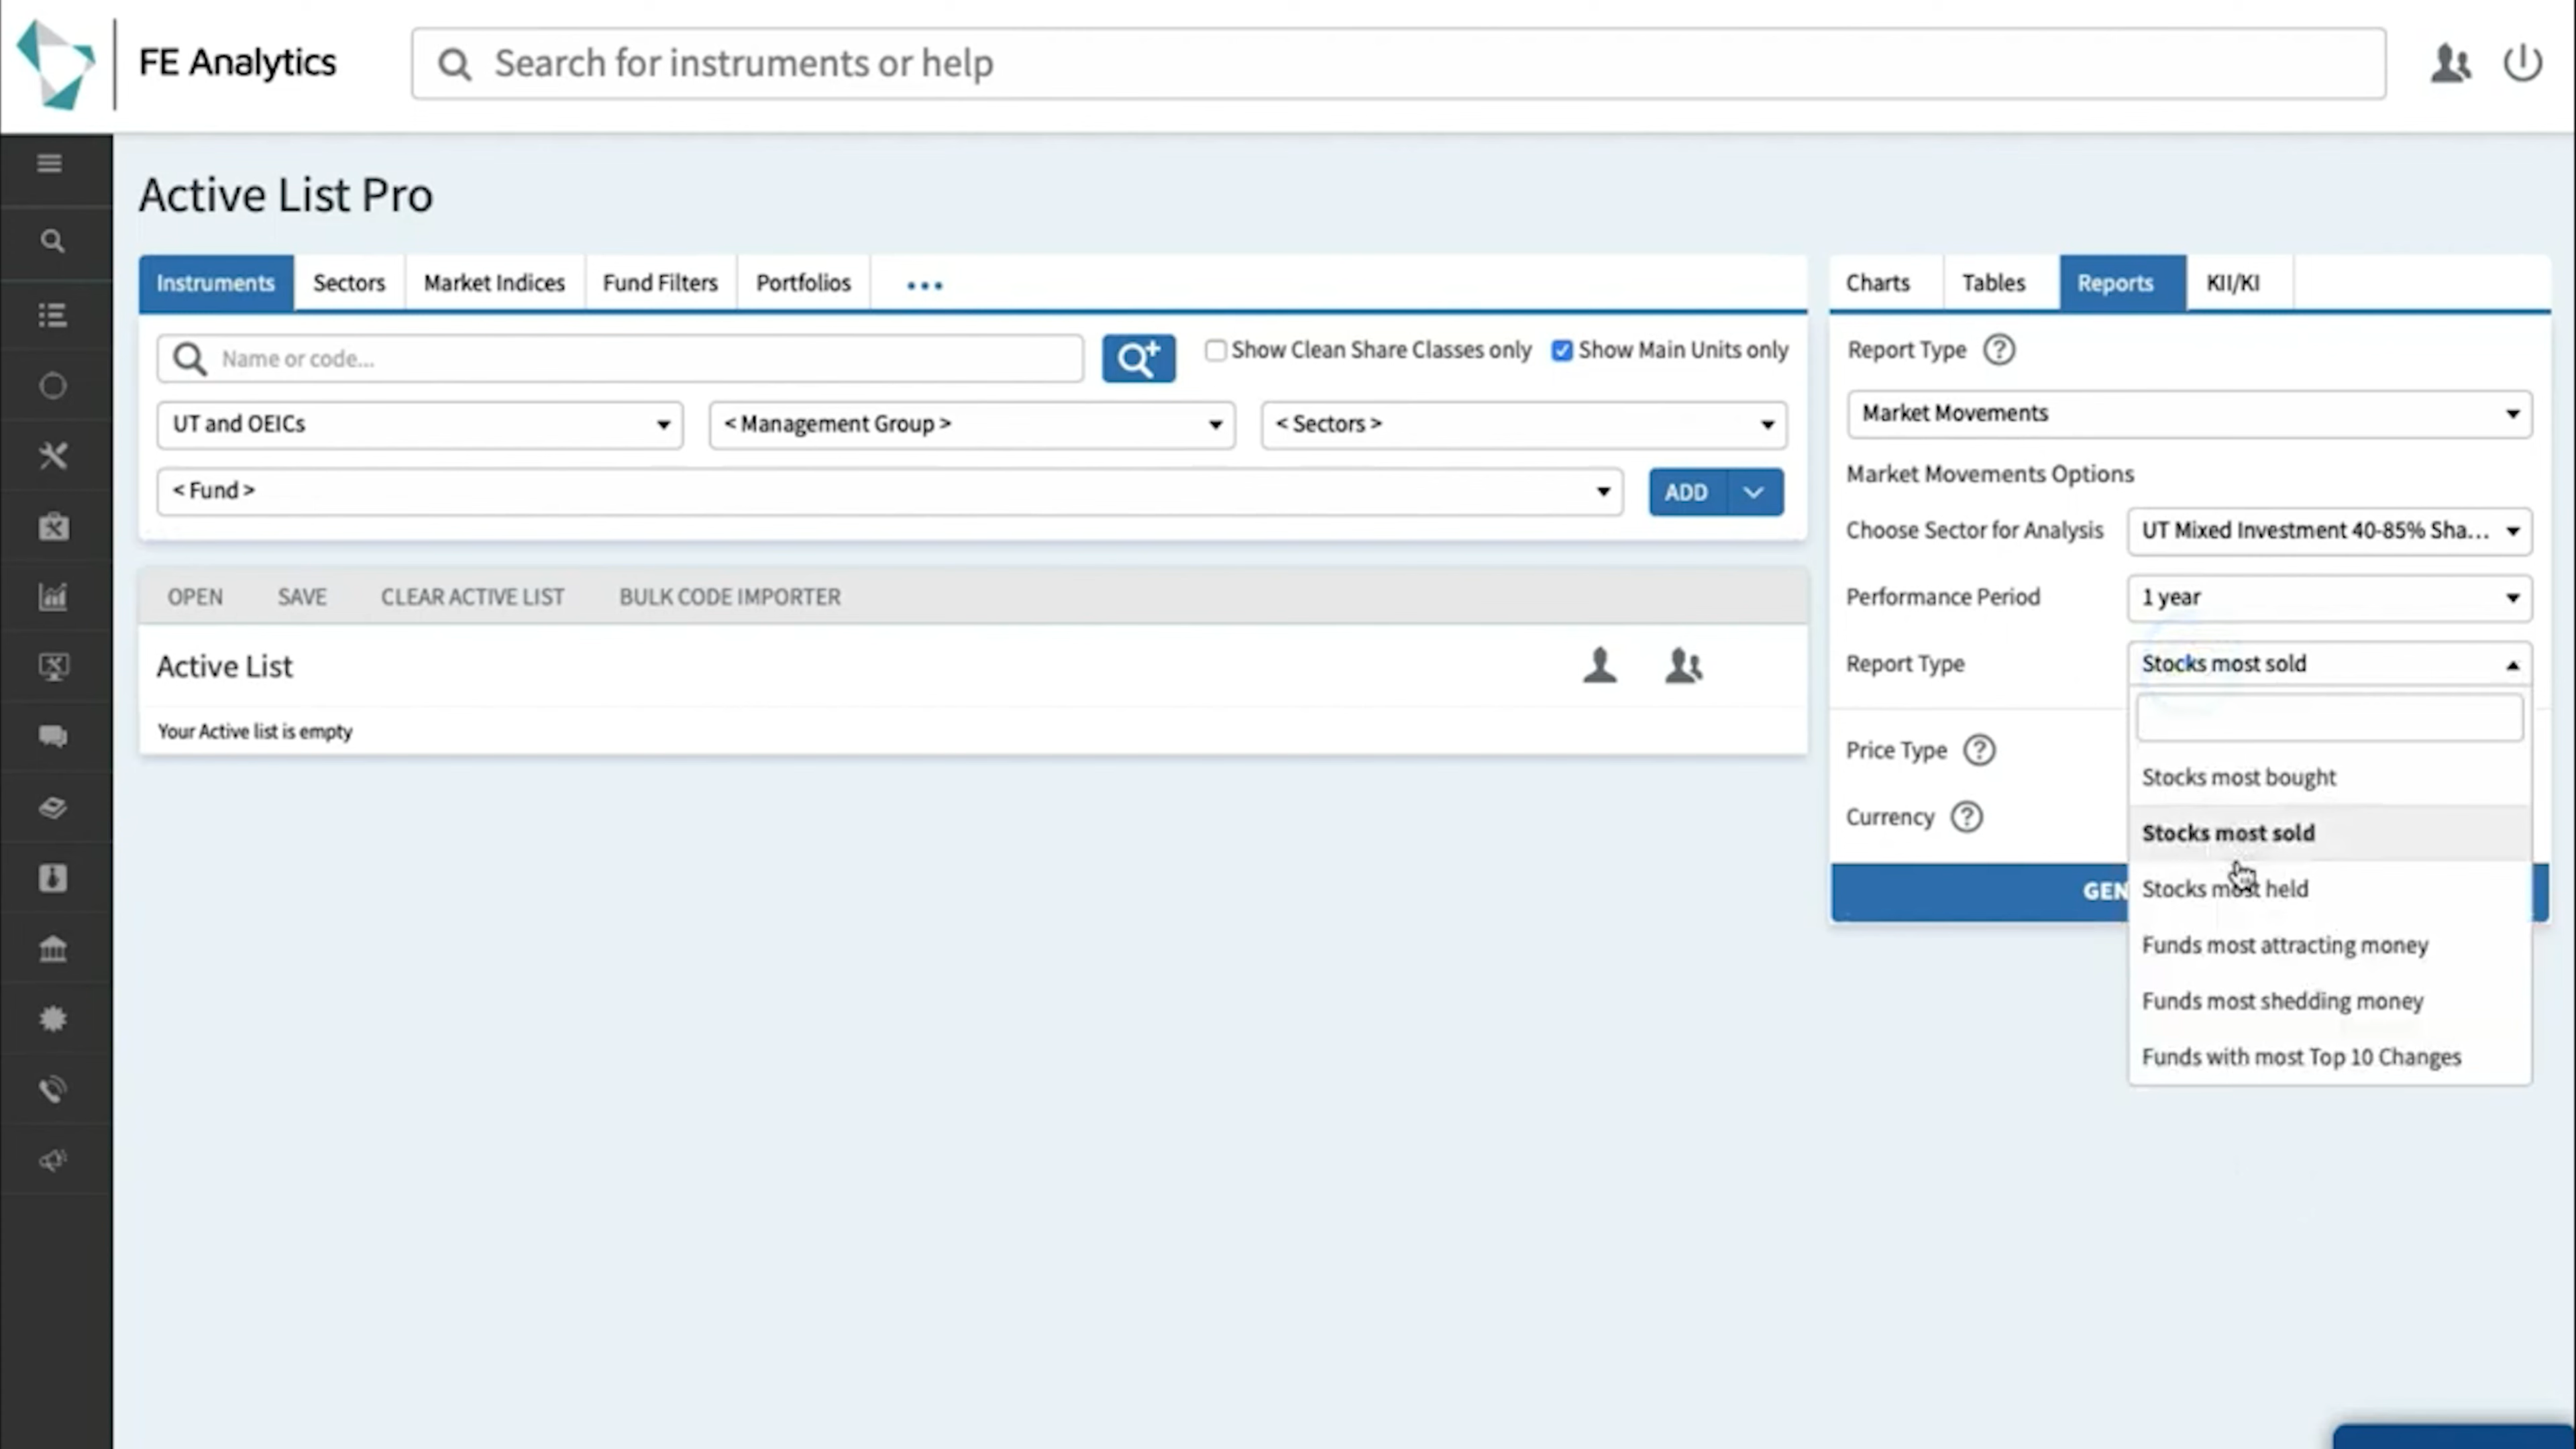 FE Analytics
Search for instruments or help
Active List Pro
Instruments
Sectors
Market Indices
Fund Filters
Portfolios
Name or code...
Show Clean Share Classes only
Show Main Units only
UT and OEICs
< Management Group >
< Sectors >
< Fund >
ADD
OPEN
SAVE
CLEAR ACTIVE LIST
BULK CODE IMPORTER
Active List
Your Active list is empty
Charts
Tables
Reports
KII/KI
Report Type ?
Market Movements
Market Movements Options
Choose Sector for Analysis
UT Mixed Investment 40-85% Sha...
Performance Period
1 year
Report Type
Stocks most sold
Price Type ?
Currency ?
GEN
Stocks most bought
Stocks most sold
Stocks most held
Funds most attracting money
Funds most shedding money
Funds with most Top 10 Changes